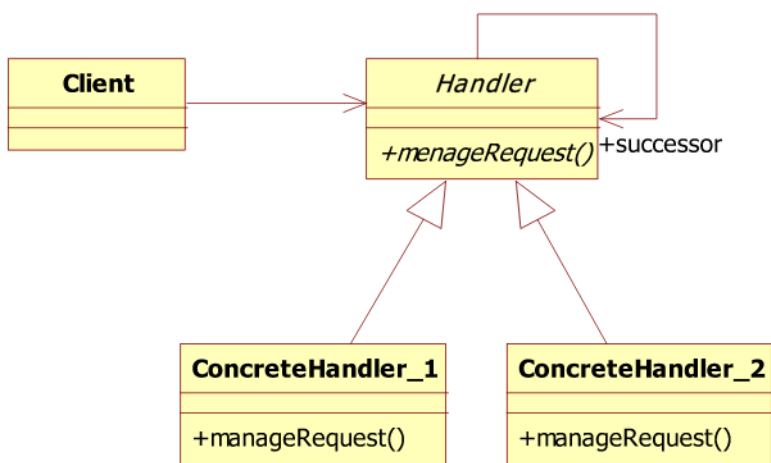 Client
Handler
+menageRequest()
+successor
ConcreteHandler_1
ConcreteHandler_2
+manageRequest()
+manageRequest()